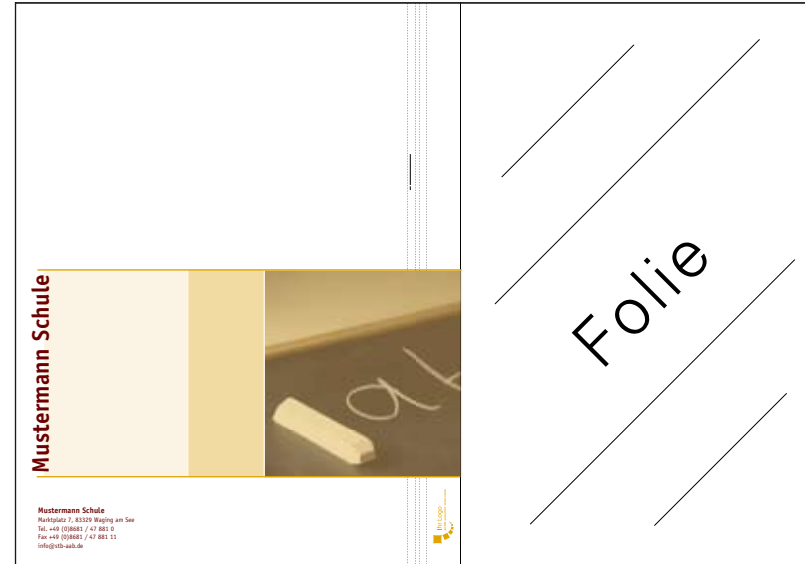 Mustermann Schule
Folie
ab
Mustermann Schule
Marktplatz 7, 83329 Waging am See
Tel. +49 (0)8681 / 47 881 0
Fax +49 (0)8681 / 47 881 11
info@stb-aab.de
Ihr Logo